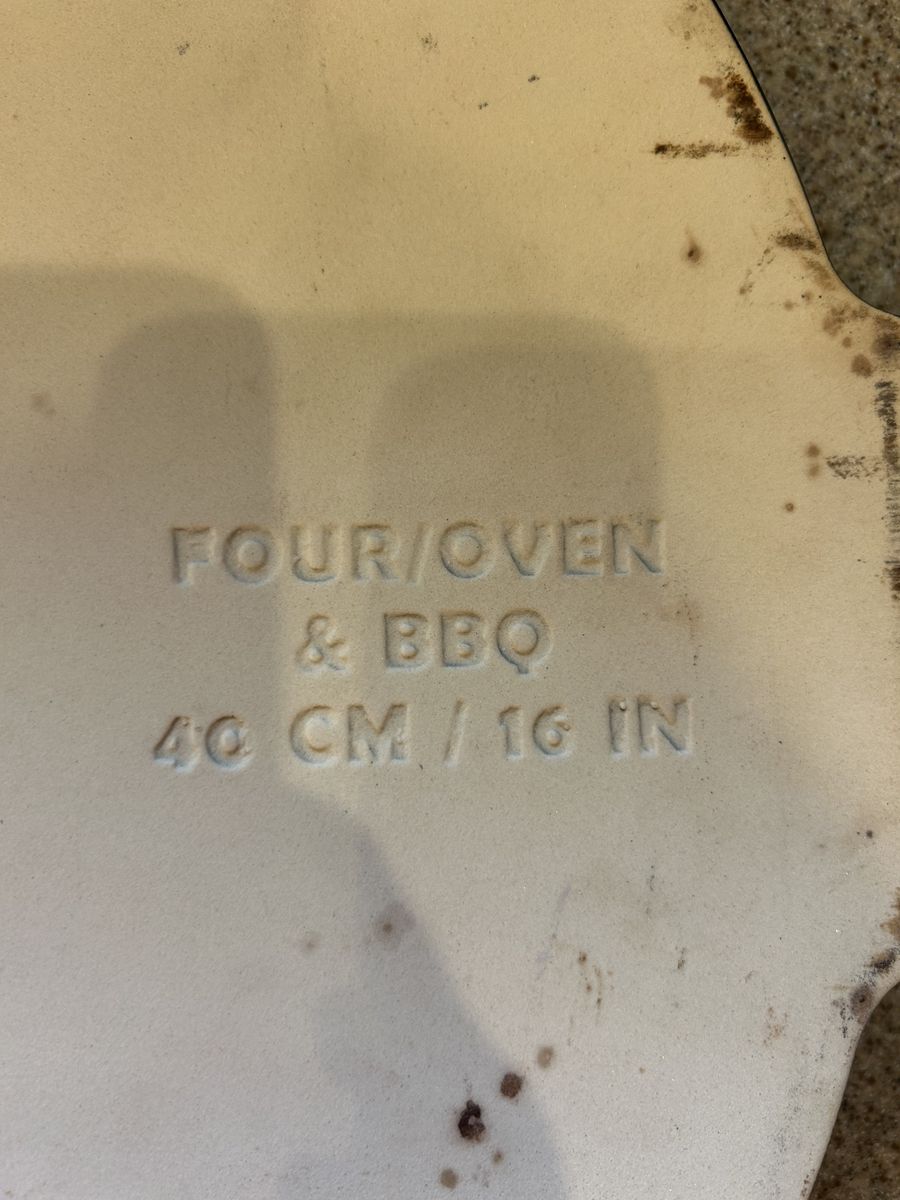 FOUR/OVEN
& BBQ
40 CM / 16 IN